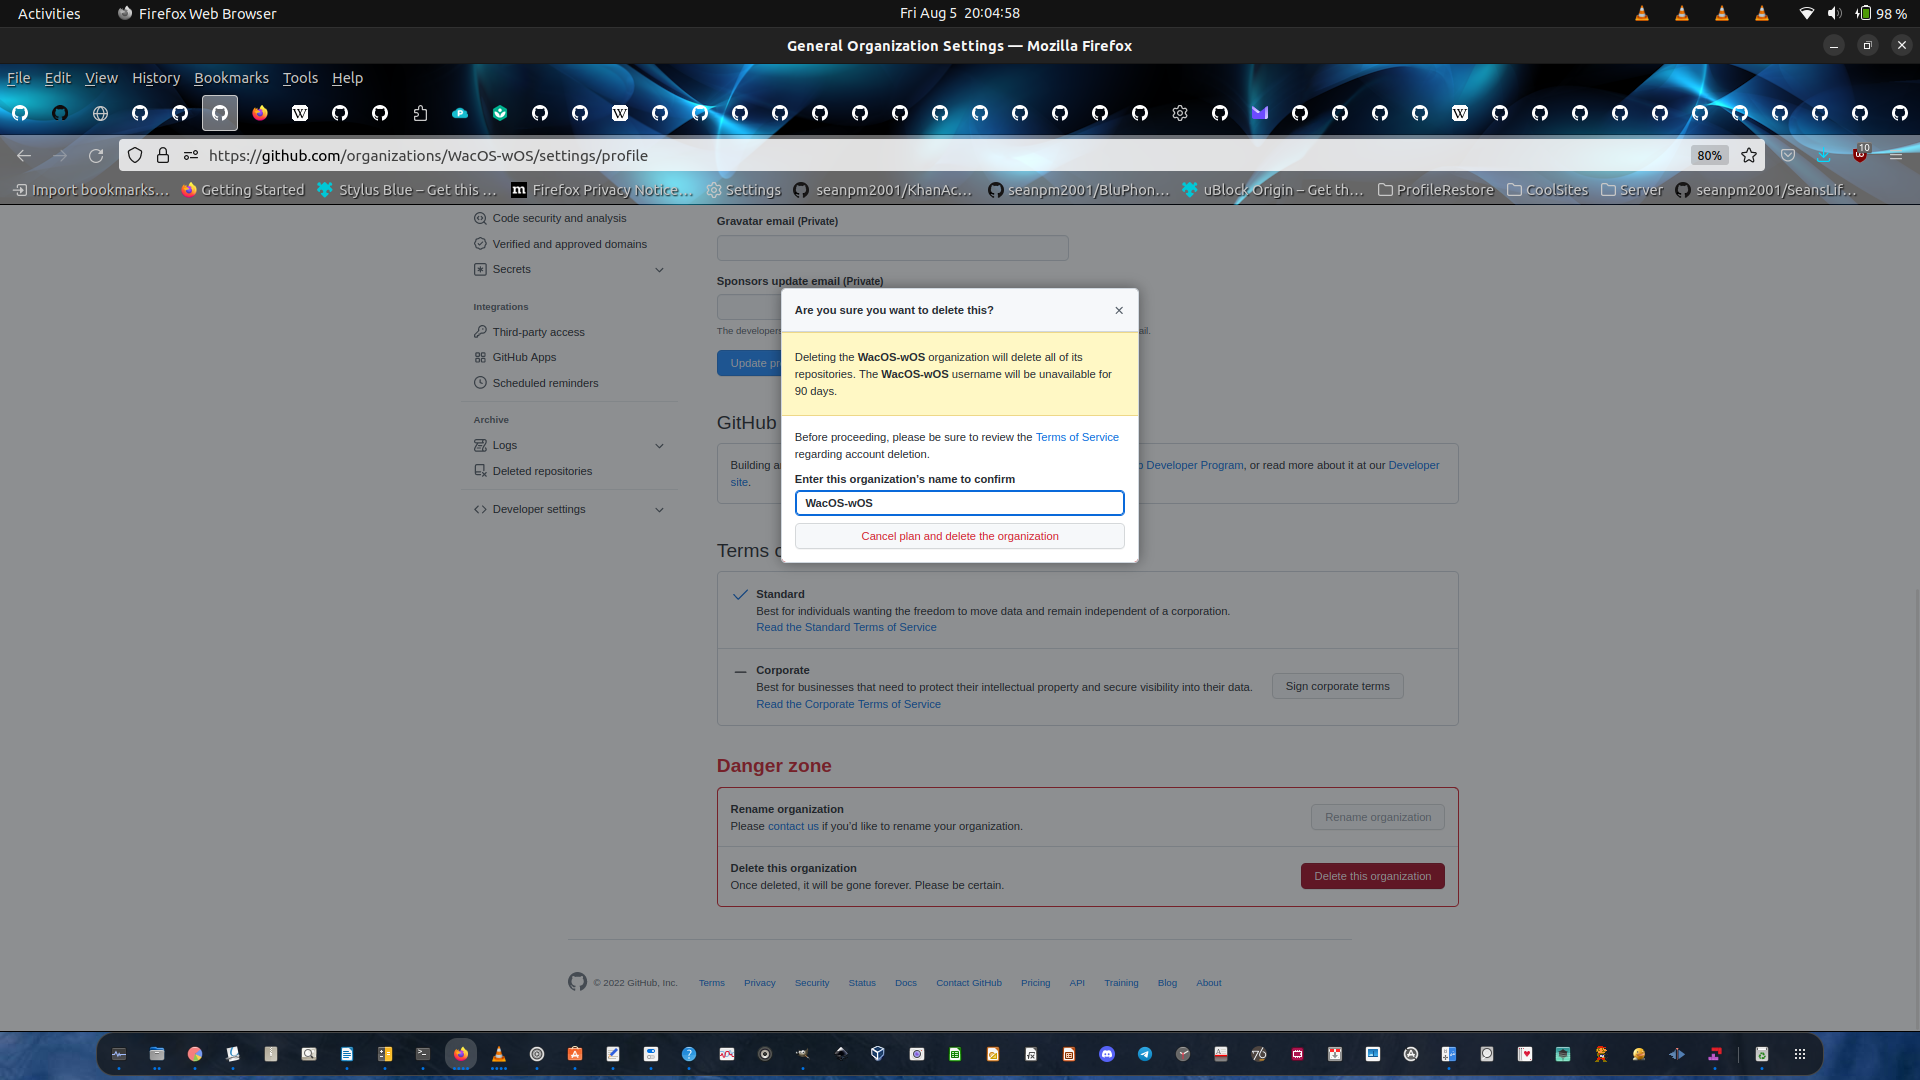 Activities
Firefox Web Browser
Fri Aug 5 20:04:58
98 %
General Organization Settings — Mozilla Firefox
File Edit View History Bookmarks Tools Help
https://github.com/organizations/WacOS-wOS/settings/profile
80%
10
Import bookmarks…
Getting Started
Stylus Blue – Get this …
Firefox Privacy Notice…
Settings
seanpm2001/KhanAc…
seanpm2001/BluPhon…
uBlock Origin – Get th…
ProfileRestore
CoolSites
Server
seanpm2001/SeansLif…
Code security and analysis
Verified and approved domains
Secrets
Integrations
Third-party access
GitHub Apps
Scheduled reminders
Archive
Logs
Deleted repositories
Developer settings
Gravatar email (Private)
Sponsors update email (Private)
The developer
ail.
Update pr
Are you sure you want to delete this?
Deleting the WacOS-wOS organization will delete all of its
repositories. The WacOS-wOS username will be unavailable for
90 days.
Before proceeding, please be sure to review the Terms of Service
regarding account deletion.
Enter this organization's name to confirm
WacOS-wOS
Cancel plan and delete the organization
GitHub
Building a
Developer Program, or read more about it at our Developer
site.
Terms o
Standard
Best for individuals wanting the freedom to move data and remain independent of a corporation.
Read the Standard Terms of Service
Corporate
Best for businesses that need to protect their intellectual property and secure visibility into their data.
Read the Corporate Terms of Service
Sign corporate terms
Danger zone
Rename organization
Please contact us if you'd like to rename your organization.
Rename organization
Delete this organization
Once deleted, it will be gone forever. Please be certain.
Delete this organization
© 2022 GitHub, Inc.
Terms
Privacy
Security
Status
Docs
Contact GitHub
Pricing
API
Training
Blog
About